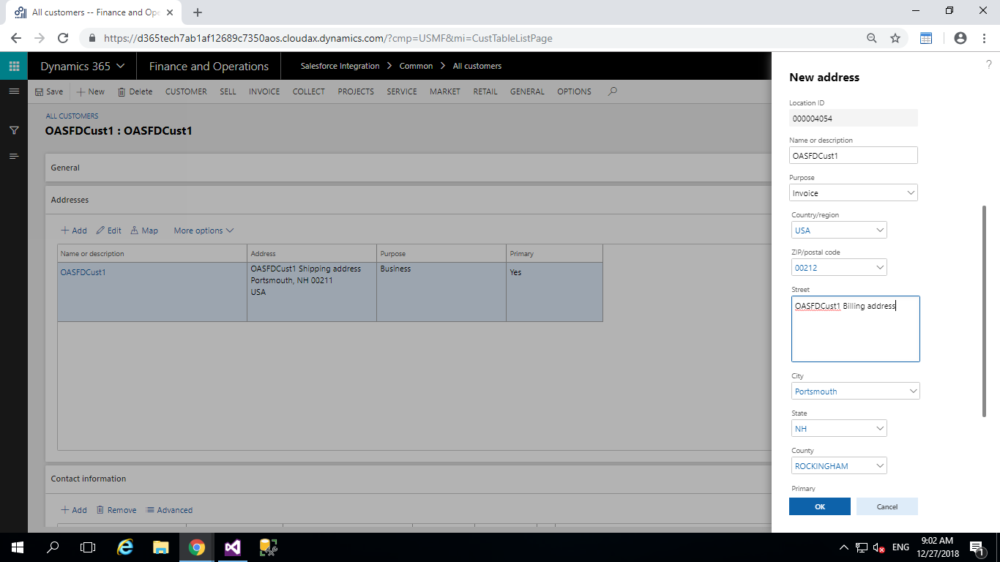 All customers -- Finance and Ope
https://d365tech7ab1af12689c7350aos.cloudax.dynamics.com/?cmp=USMF&mi=CustTableListPage
Dynamics 365
Finance and Operations
Salesforce Integration > Common > All customers
?
Save
New
Delete
CUSTOMER
SELL
INVOICE
COLLECT
PROJECTS
SERVICE
MARKET
RETAIL
GENERAL
OPTIONS
ALL CUSTOMERS
OASFDCust1 : OASFDCust1
General
Addresses
Add
Edit
Map
More options
Name or description
Address
Purpose
Primary
OASFDCust1
OASFDCust1 Shipping address
Portsmouth, NH 00211
USA
Business
Yes
Contact information
Add
Remove
Advanced
New address
Location ID
000004054
Name or description
OASFDCust1
Purpose
Invoice
Country/region
USA
ZIP/postal code
00212
Street
OASFDCust1 Billing address
City
Portsmouth
State
NH
County
ROCKINGHAM
Primary
OK
Cancel
ENG
9:02 AM
12/27/2018
1